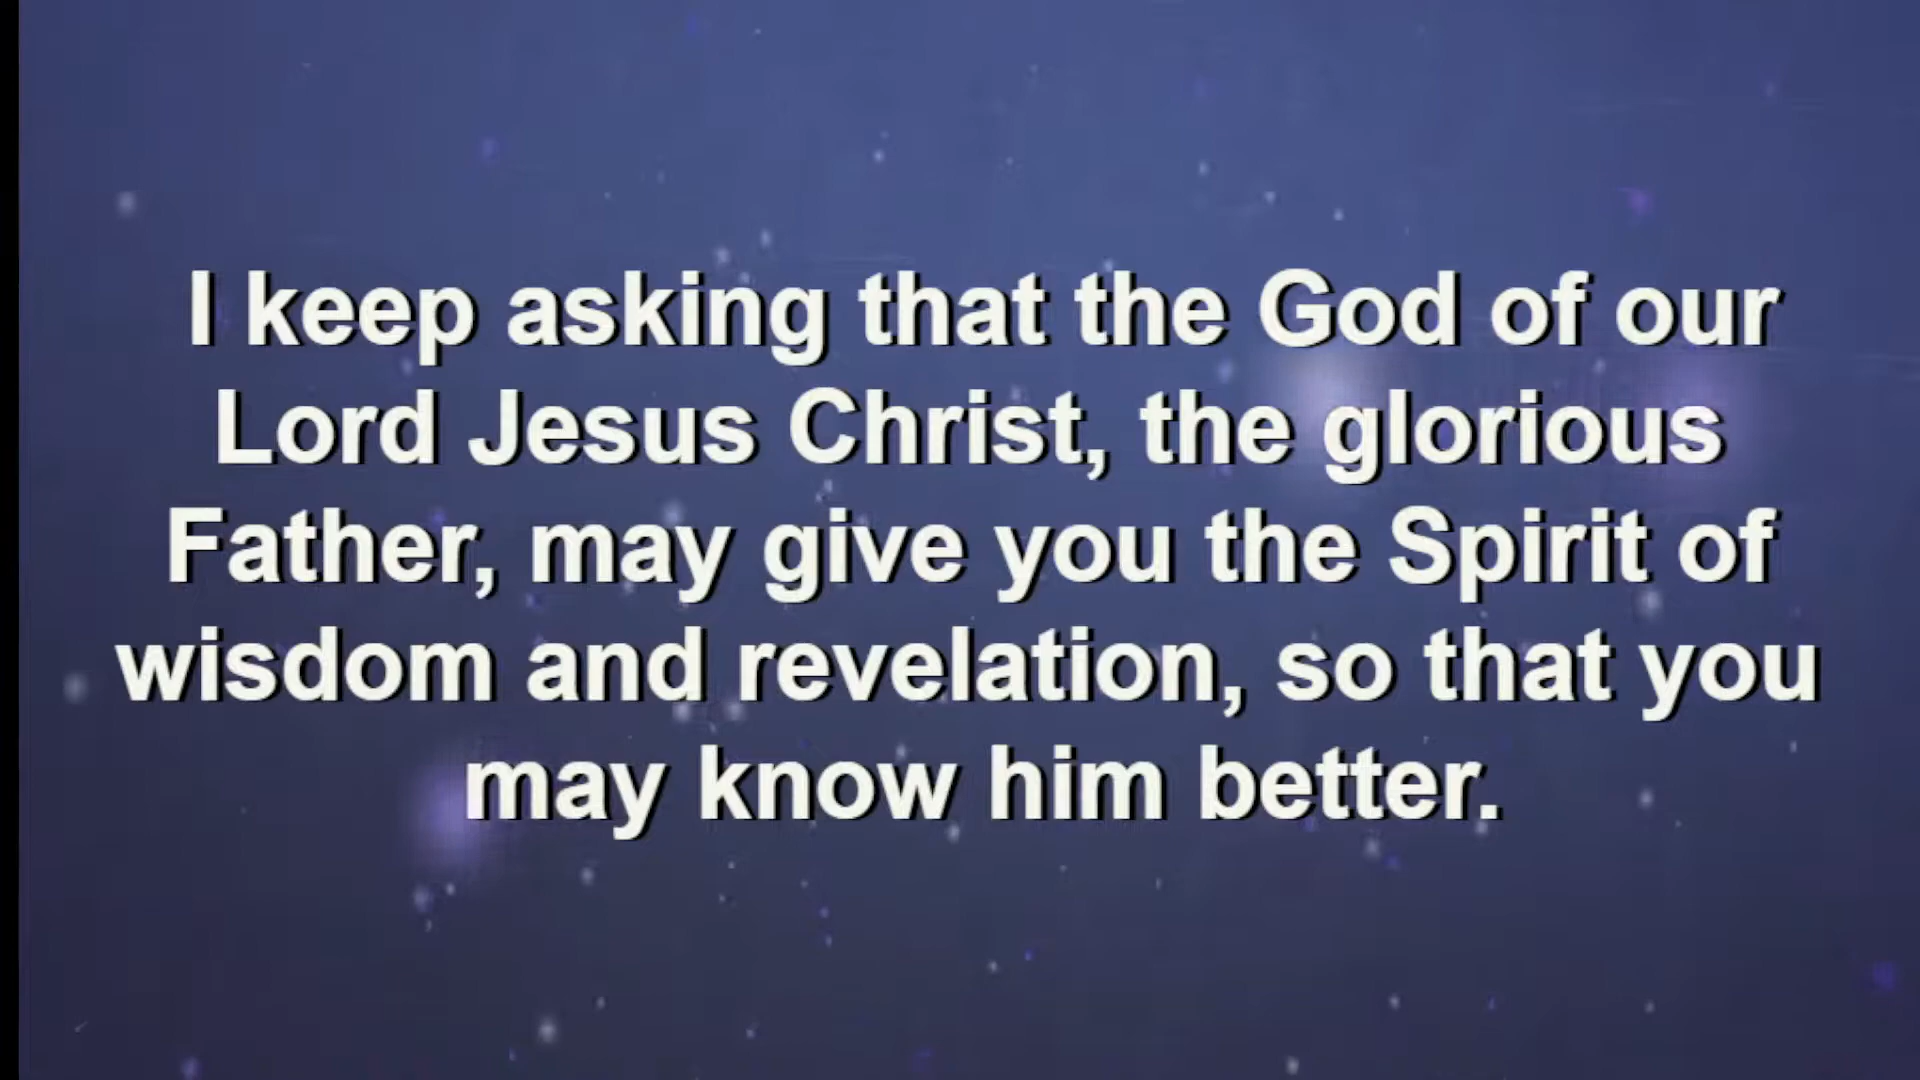 I keep asking that the God of our
Lord Jesus Christ, the glorious
Father, may give you the Spirit of
wisdom and revelation, so that you
may know him better.